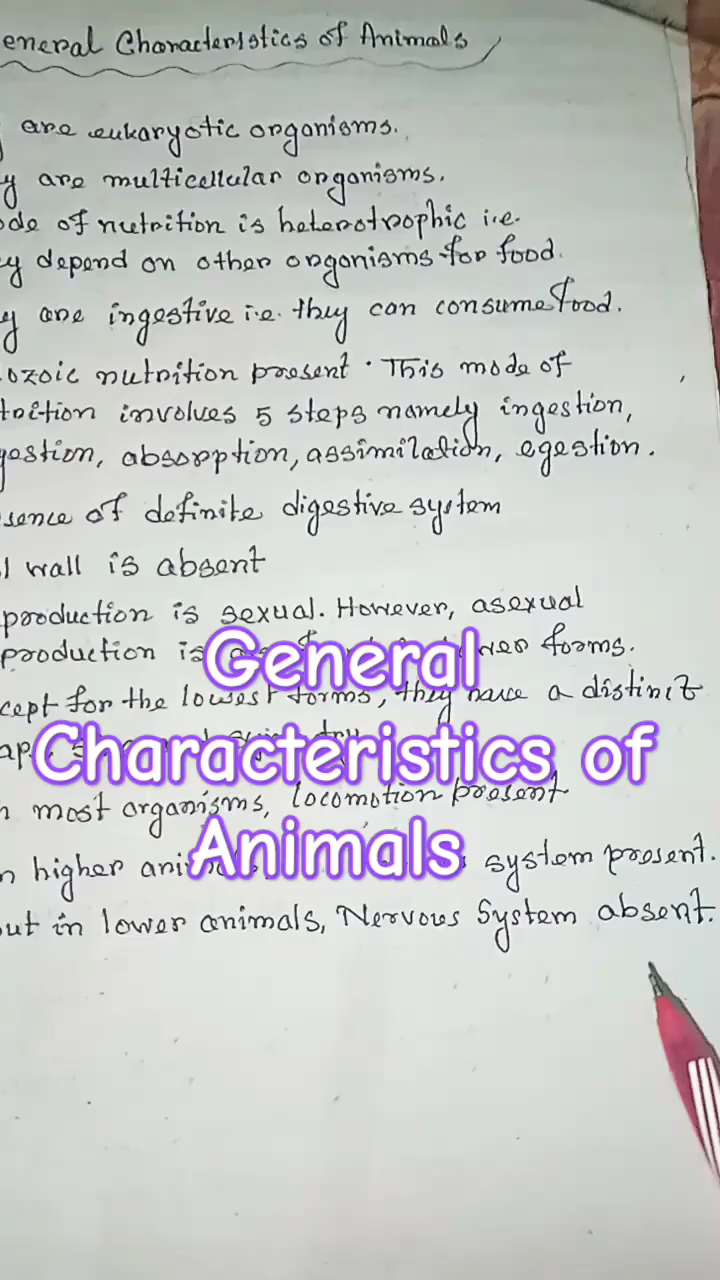 eneral Characteristics of Animals
are eukaryotic organisms.
y are multicellular organisms.
ode of nutrition is heterotrophic i.e.
ey depend on other organisms for food.
y are ingestive i.e. they can consume food.
ozoic nutrition present. This mode of
trition involves 5 steps namely ingestion,
gestion, absorption, assimilation, egestion.
sence of definite digestive system
l wall is absent
production is sexual. However, asexual
production is forms.
General
cept for the lowest forms, they have a distinct
Characteristics of
n most organisms, locomotion present
Animals
n higher system present.
out in lower animals, Nervous System absent.